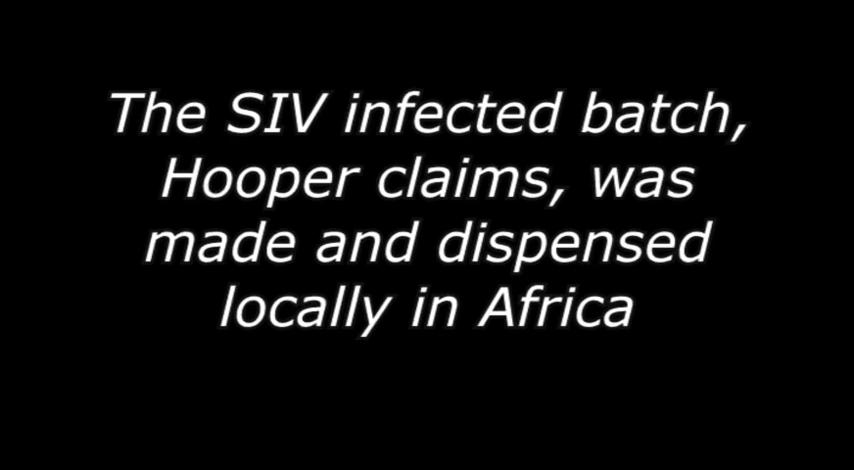 The SIV infected batch,
Hooper claims, was
made and dispensed
locally in Africa